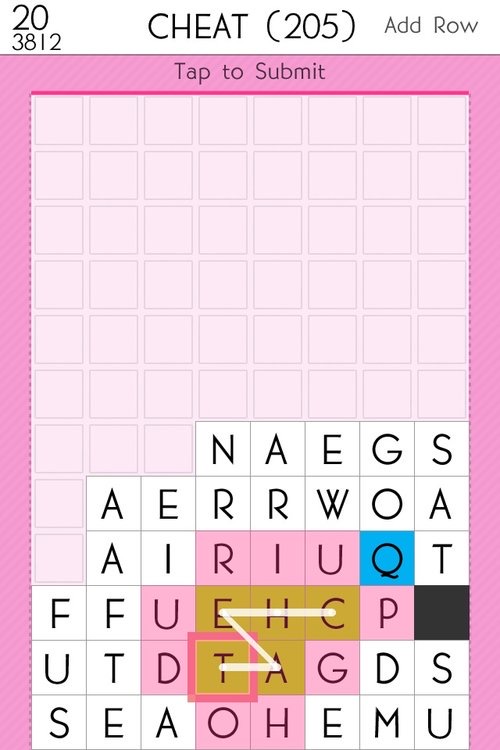 20
3812
CHEAT (205)
Add Row
Tap to Submit
N A E G S
A E R R W O A
A I R I U Q T
F F U E H C P
U T D T A G D S
S E A O H E M U